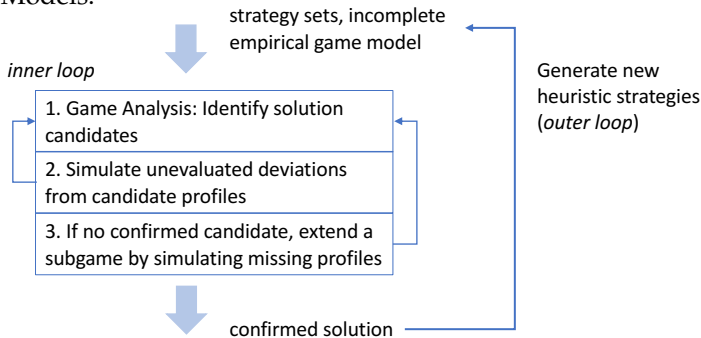 Models.
strategy sets, incomplete
empirical game model
inner loop
Generate new
heuristic strategies
(outer loop)
1. Game Analysis: Identify solution
candidates
2. Simulate unevaluated deviations
from candidate profiles
3. If no confirmed candidate, extend a
subgame by simulating missing profiles
confirmed solution